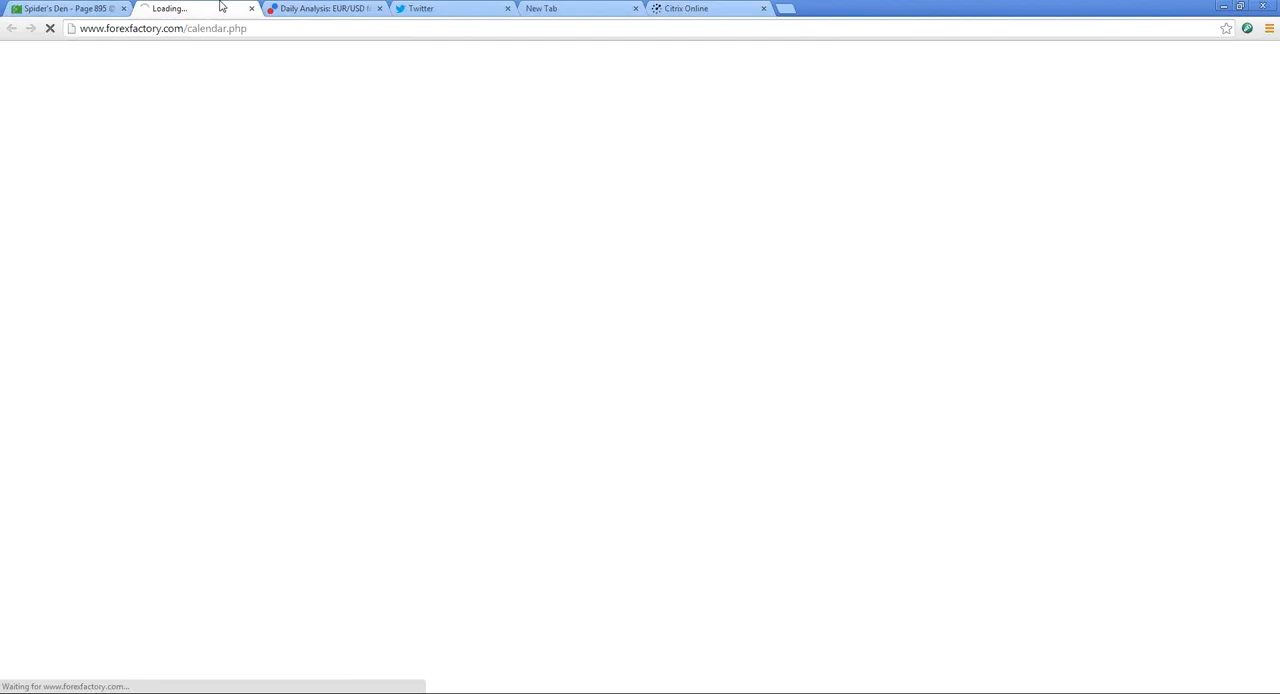 Spider's Den - Page 895
Loading...
Daily Analysis: EUR/USD
Twitter
New Tab
Citrix Online
www.forexfactory.com/calendar.php
Waiting for www.forexfactory.com...